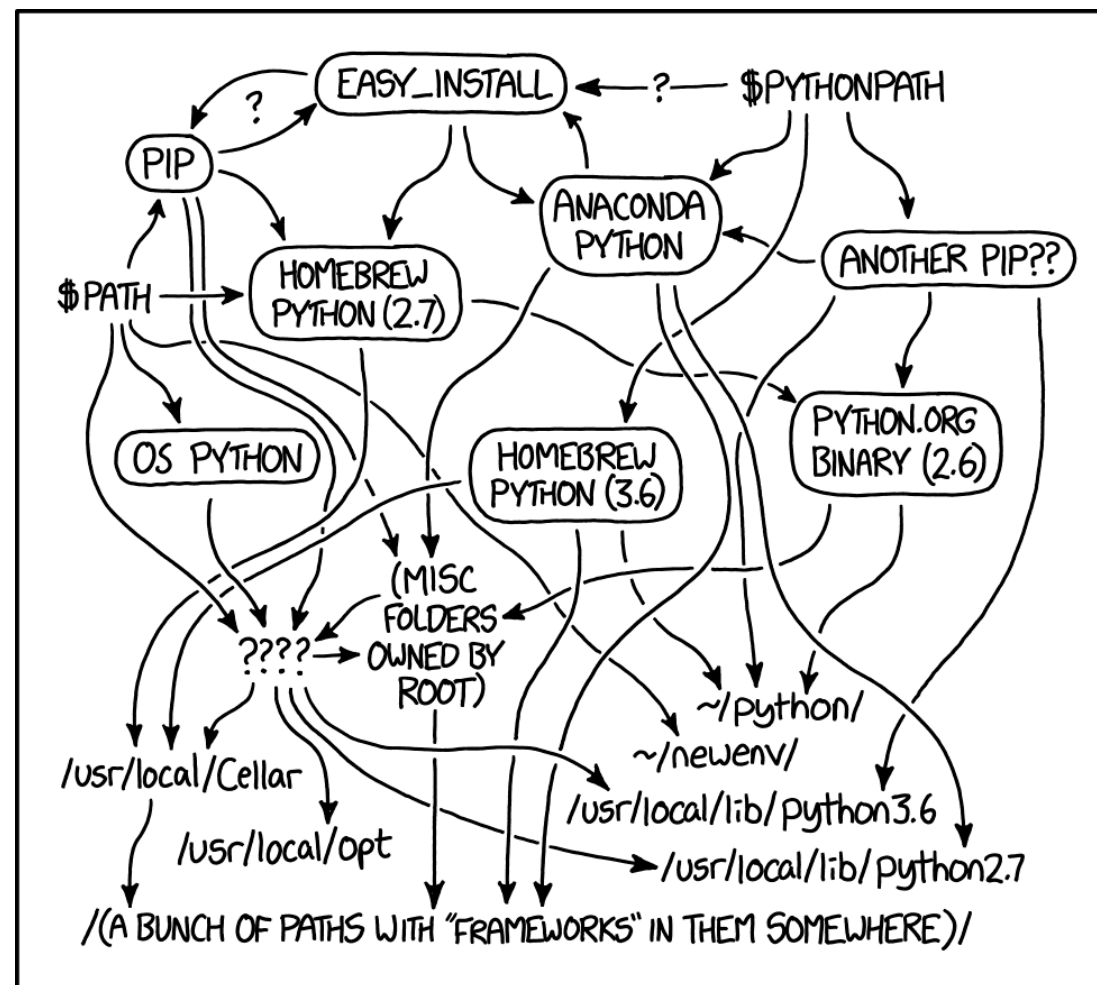 EASY_INSTALL
?
$PYTHONPATH
?
PIP
ANACONDA
PYTHON
ANOTHER PIP??
HOMEBREW
PYTHON (2.7)
$PATH
PYTHON.ORG
BINARY (2.6)
OS PYTHON
HOMEBREW
PYTHON (3.6)
(MISC
FOLDERS
OWNED BY
ROOT)
????
~/python/
~/newenv/
/usr/local/Cellar
/usr/local/lib/python3.6
/usr/local/opt
/usr/local/lib/python2.7
/(A BUNCH OF PATHS WITH "FRAMEWORKS" IN THEM SOMEWHERE)/